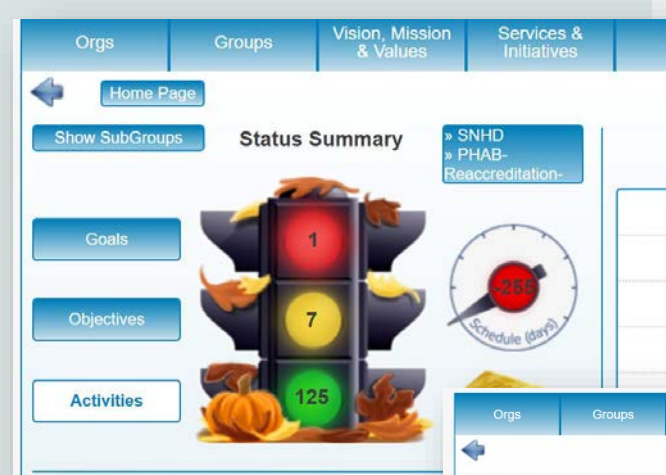 Orgs
Groups
Vision, Mission
& Values
Services &
Initiatives
Home Page
Show SubGroups
Status Summary
» SNHD
» PHAB-
Reaccreditation-
Goals
1
-255
Schedule (days)
Objectives
7
Activities
125
Orgs
Groups